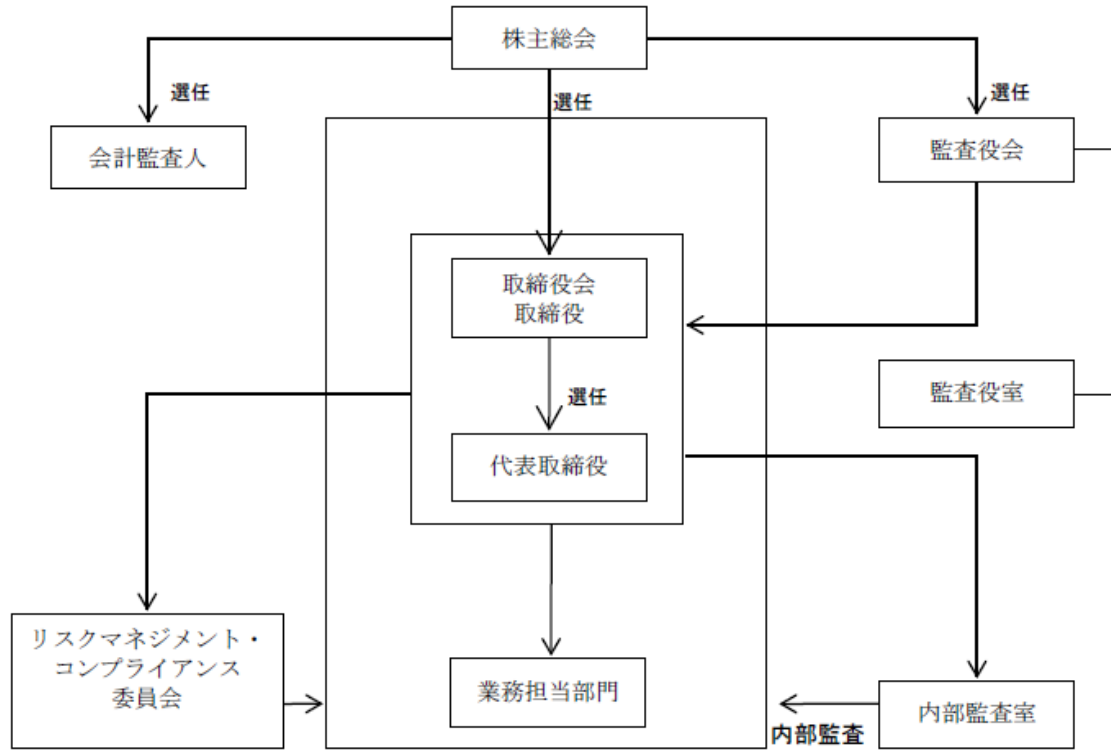 株主総会
選任
選任
選任
会計監査人
監査役会
取締役会
取締役
監査役室
選任
代表取締役
リスクマネジメント・
コンプライアンス
委員会
業務担当部門
内部監査室
内部監査